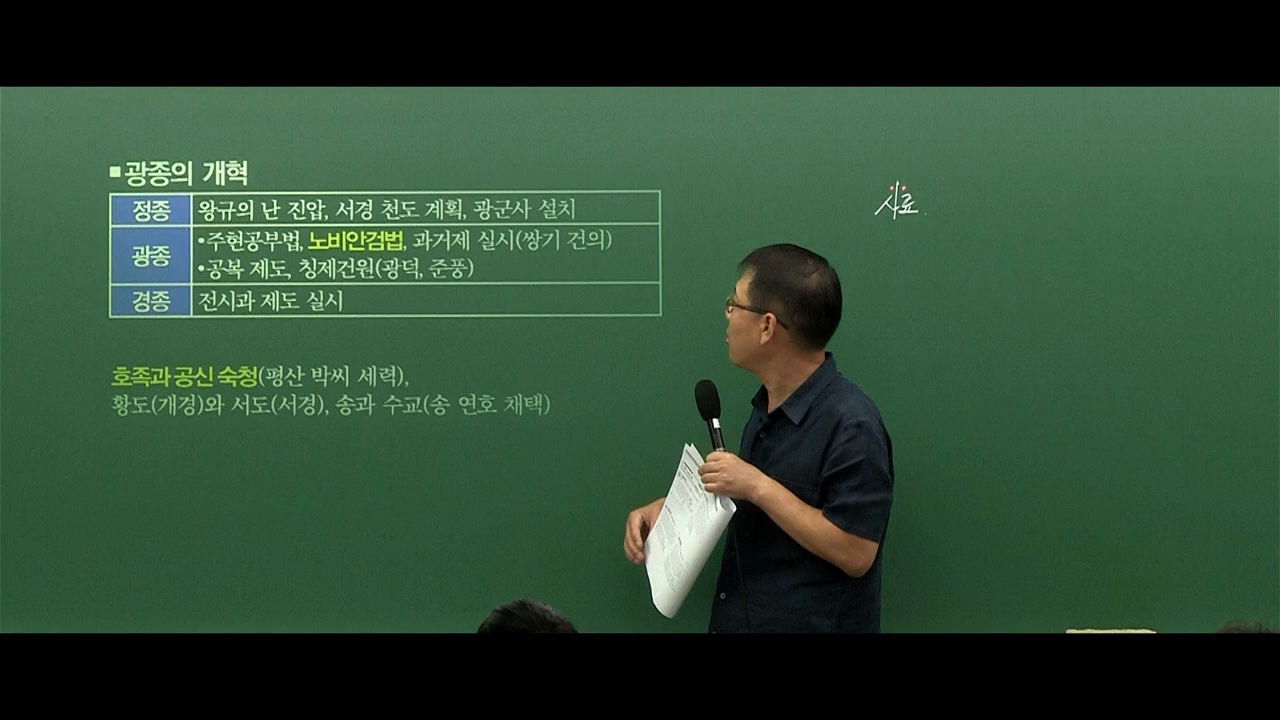 ▪광종의 개혁
정종 왕규의 난 진압, 서경 천도 계획, 광군사 설치
광종 •주현공부법, 노비안검법, 과거제 실시(쌍기 건의)
•공복 제도, 칭제건원(광덕, 준풍)
경종 전시과 제도 실시
호족과 공신 숙청(평산 박씨 세력),
황도(개경)와 서도(서경), 송과 수교(송 연호 채택)
사료.